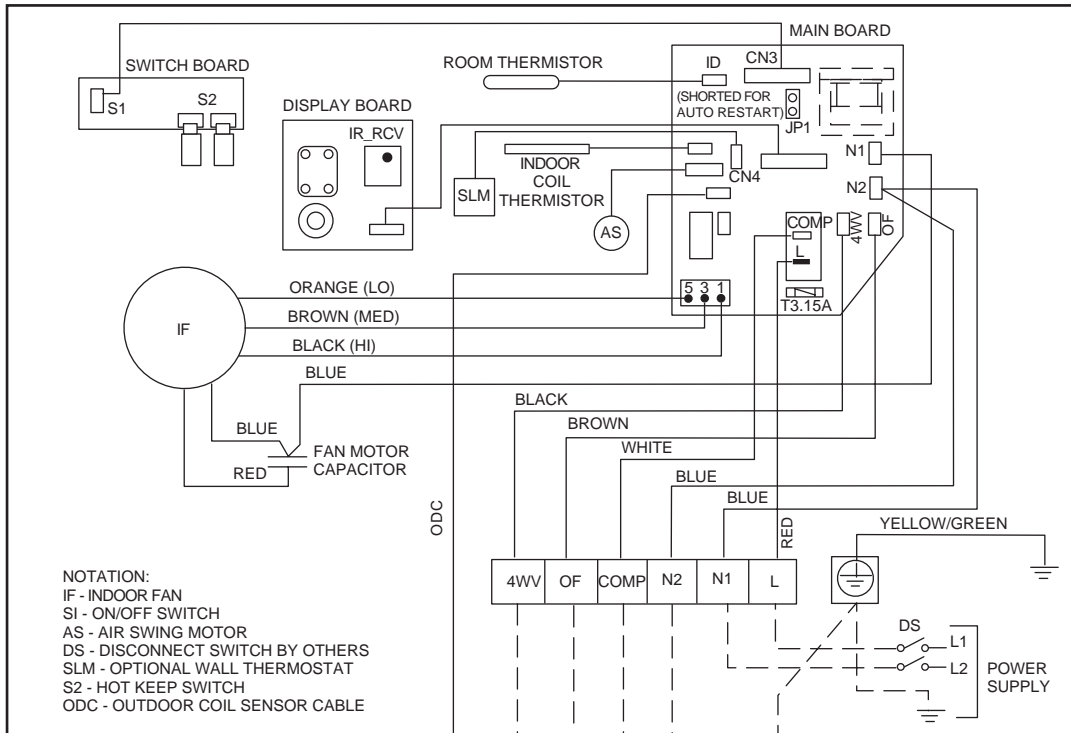 MAIN BOARD
SWITCH BOARD
S1
S2
ROOM THERMISTOR
ID
CN3
(SHORTED FOR
AUTO RESTART)
JP1
DISPLAY BOARD
IR_RCV
N1
INDOOR
COIL
THERMISTOR
CN4
SLM
N2
AS
COMP
4WV
OF
L
T3.15A
5 3 1
ORANGE (LO)
IF
BROWN (MED)
BLACK (HI)
BLUE
BLACK
BLUE
BROWN
FAN MOTOR
CAPACITOR
WHITE
RED
BLUE
BLUE
ODC
RED
YELLOW/GREEN
4WV OF COMP N2 N1 L
NOTATION:
IF - INDOOR FAN
SI - ON/OFF SWITCH
AS - AIR SWING MOTOR
DS - DISCONNECT SWITCH BY OTHERS
SLM - OPTIONAL WALL THERMOSTAT
S2 - HOT KEEP SWITCH
ODC - OUTDOOR COIL SENSOR CABLE
DS
L1
L2
POWER
SUPPLY